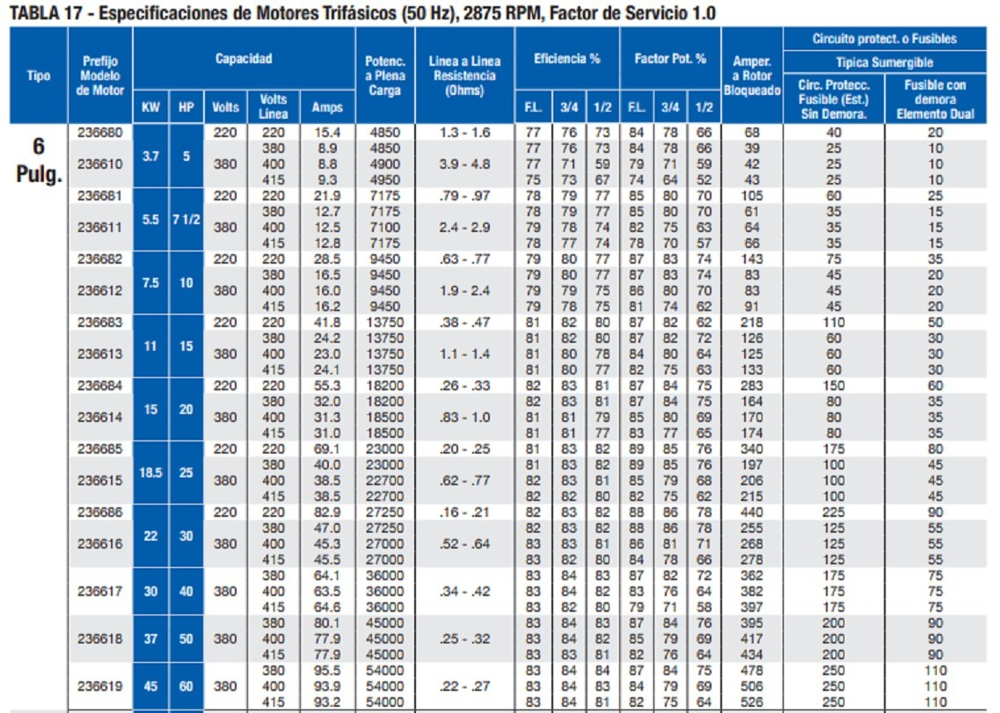 TABLA 17 - Especificaciones de Motores Trifásicos (50 Hz), 2875 RPM, Factor de Servicio 1.0
Tipo Prefijo Modelo de Motor Capacidad Potenc. a Plena Carga Linea a Linea Resistencia (Ohms) Eficiencia % Factor Pot. % Amper. a Rotor Bloqueado Circuito protect. o Fusibles
Tipica Sumergible
KW HP Volts Volts Linea Amps F.L. 3/4 1/2 F.L. 3/4 1/2 Circ. Protecc. Fusible (Est.) Sin Demora. Fusible con demora Elemento Dual
6 Pulg.
236680 3.7 5 220 220 15.4 4850 1.3 - 1.6 77 76 73 84 78 66 68 40 20
380 8.9 4850 77 76 73 84 78 66 39 25 10
236610 380 400 8.8 4900 3.9 - 4.8 77 71 59 79 71 59 42 25 10
415 9.3 4950 75 73 67 74 64 52 43 25 10
236681 5.5 7 1/2 220 220 21.9 7175 .79 - .97 78 79 77 85 80 70 105 60 25
380 12.7 7175 78 79 77 85 80 70 61 35 15
236611 380 400 12.5 7100 2.4 - 2.9 79 78 74 82 75 63 64 35 15
415 12.8 7175 78 77 74 78 70 57 66 35 15
236682 7.5 10 220 220 28.5 9450 .63 - .77 79 80 77 87 83 74 143 75 35
380 16.5 9450 79 80 77 87 83 74 83 45 20
236612 380 400 16.0 9450 1.9 - 2.4 79 79 75 86 80 70 83 45 20
415 16.2 9450 79 78 75 81 74 62 91 45 20
236683 11 15 220 220 41.8 13750 .38 - .47 81 82 80 87 82 62 218 110 50
380 24.2 13750 81 82 80 87 82 72 126 60 30
236613 380 400 23.0 13750 1.1 - 1.4 81 80 78 84 80 64 125 60 30
415 24.1 13750 81 80 77 82 75 63 133 60 30
236684 15 20 220 220 55.3 18200 .26 - .33 82 83 81 87 84 75 283 150 60
380 32.0 18200 82 83 81 87 84 75 164 80 35
236614 380 400 31.3 18500 .83 - 1.0 81 81 79 85 80 69 170 80 35
415 31.0 18500 81 81 77 83 77 65 174 80 35
236685 18.5 25 220 220 69.1 23000 .20 - .25 81 83 82 89 85 76 340 175 80
380 40.0 23000 81 83 82 89 85 76 197 100 45
236615 380 400 38.5 22700 .62 - .77 82 83 81 85 79 68 206 100 45
415 38.5 22700 82 82 80 82 75 62 215 100 45
236686 22 30 220 220 82.9 27250 .16 - .21 82 83 82 88 86 78 440 225 90
380 47.0 27250 82 83 82 88 86 78 255 125 55
236616 380 400 45.3 27000 .52 - .64 83 83 81 86 81 71 268 125 55
415 45.5 27000 83 82 80 84 78 66 278 125 55
380 64.1 36000 83 84 83 87 82 72 362 175 75
236617 30 40 380 400 63.5 36000 .34 - .42 83 84 82 83 76 64 382 175 75
415 64.6 36000 83 82 80 79 71 58 397 175 75
380 80.1 45000 83 84 83 87 84 76 395 200 90
236618 37 50 380 400 77.9 45000 .25 - .32 83 84 82 85 79 69 417 200 90
415 77.9 45000 83 83 81 82 76 64 434 200 90
380 95.5 54000 83 84 84 87 84 75 478 250 110
236619 45 60 380 400 93.9 54000 .22 - .27 83 84 83 84 79 69 506 250 110
415 93.2 54000 83 84 81 82 75 64 526 250 110